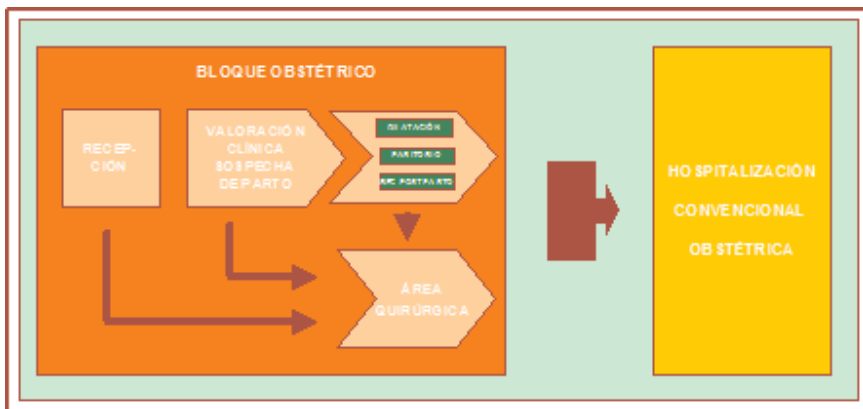 BLOQUE OBSTÉTRICO
RECEP-
CIÓN
VALORACIÓN
CLÍNICA
SOSPECHA
DE PARTO
DILATACIÓN
PARITORIO
REC POSTPARTO
ÁREA
QUIRÚRGICA
HOSPITALIZACIÓN
CONVENCIONAL
OBSTÉTRICA